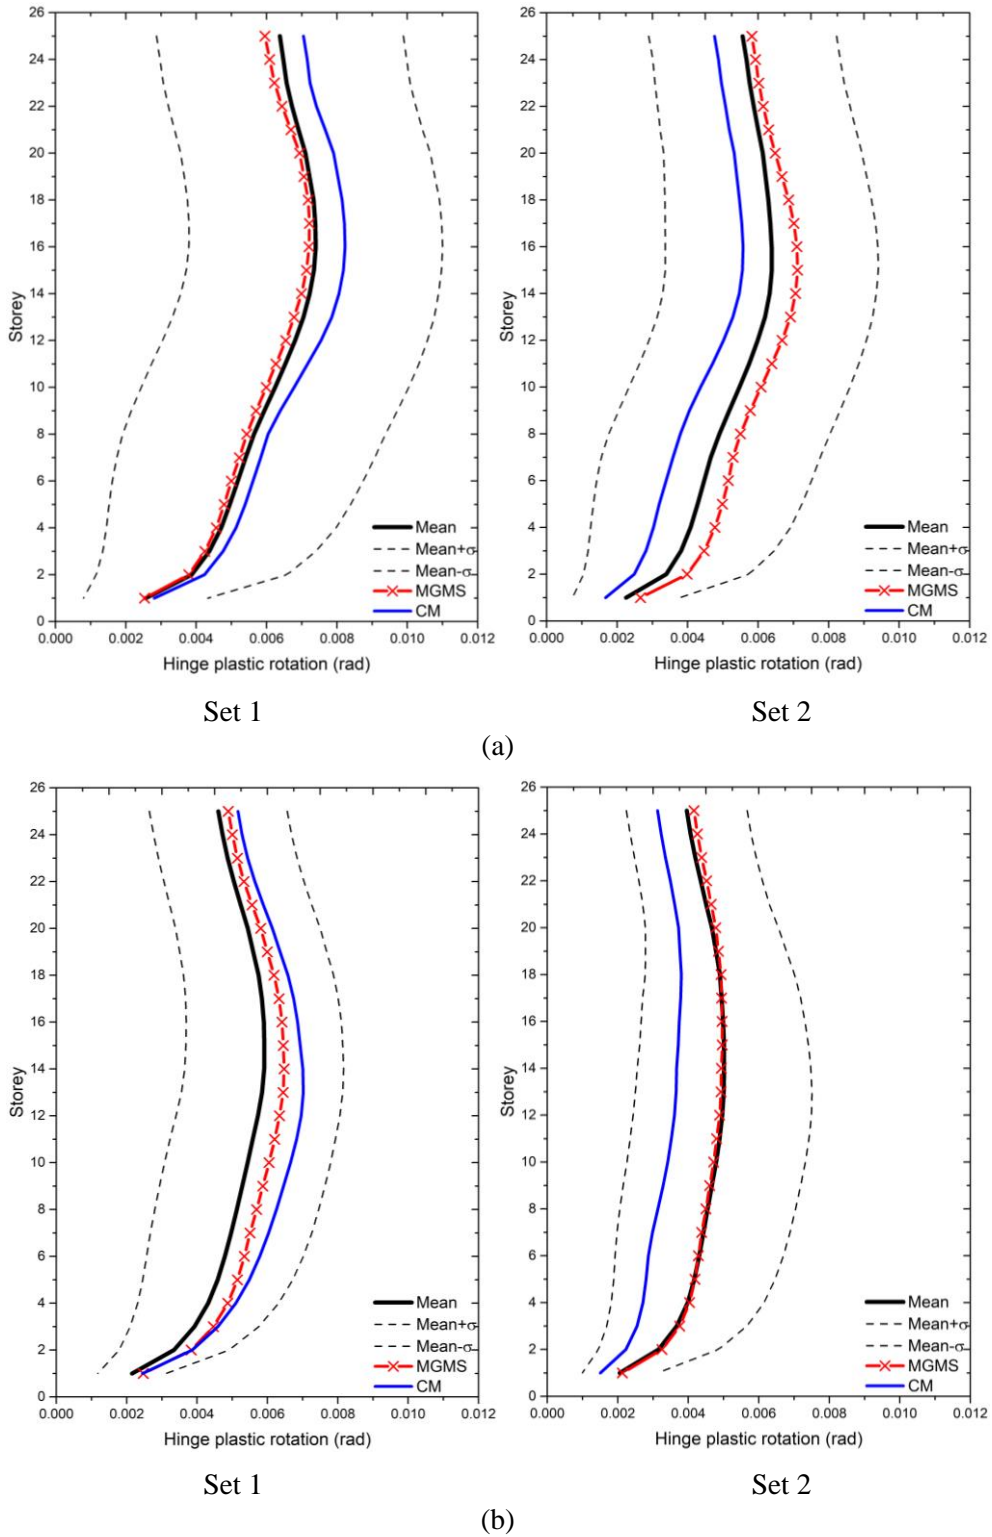 26
24
22
20
18
16
14
12
10
8
6
4
2
0
Storey
Mean
Mean+σ
Mean-σ
MGMS
CM
0.000 0.002 0.004 0.006 0.008 0.010 0.012
Hinge plastic rotation (rad)
Set 1
26
24
22
20
18
16
14
12
10
8
6
4
2
0
Storey
Mean
Mean+σ
Mean-σ
MGMS
CM
0.000 0.002 0.004 0.006 0.008 0.010 0.012
Hinge plastic rotation (rad)
Set 2
(a)
26
24
22
20
18
16
14
12
10
8
6
4
2
0
Storey
Mean
Mean+σ
Mean-σ
MGMS
CM
0.000 0.002 0.004 0.006 0.008 0.010 0.012
Hinge plastic rotation (rad)
Set 1
26
24
22
20
18
16
14
12
10
8
6
4
2
0
Storey
Mean
Mean+σ
Mean-σ
MGMS
CM
0.000 0.002 0.004 0.006 0.008 0.010 0.012
Hinge plastic rotation (rad)
Set 2
(b)